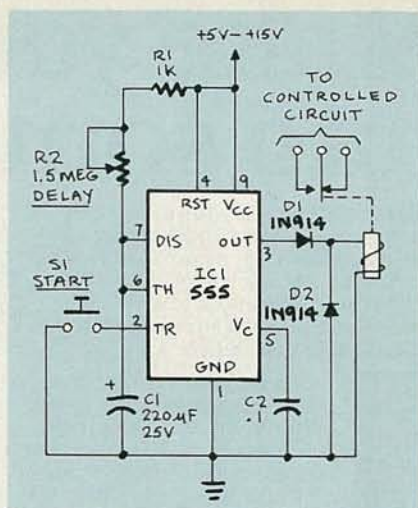 +5V-+15V
R1
1K
TO
CONTROLLED
CIRCUIT
R2
1.5 MEG
DELAY
4
9
RST
VCC
D1
1N914
7
DIS
OUT
3
IC1
555
6
TH
S1
START
D2
1N914
2
TR
VC
5
GND
1
+
C1
220µF
25V
C2
.1